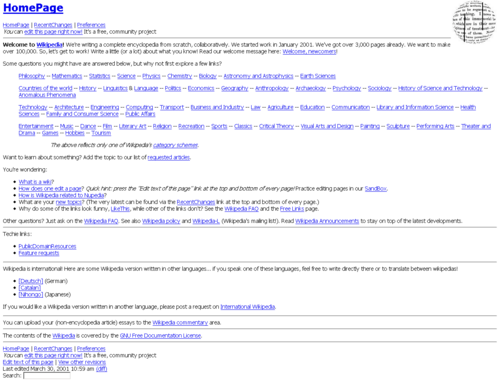 HomePage
HomePage | RecentChanges | Preferences
You can edit this page right now! It's a free, community project
Welcome to Wikipedia! We're writing a complete encyclopedia from scratch, collaboratively. We started work in January 2001. We've got over 3,000 pages already. We want to make
over 100,000. So, let's get to work! Write a little (or a lot) about what you know! Read our welcome message here: Welcome, newcomers!
Some questions you might have are answered below, but why not first explore a few links?
Philosophy -- Mathematics -- Statistics -- Science -- Physics -- Chemistry -- Biology -- Astronomy and Astrophysics -- Earth Sciences
Countries of the world -- History -- Linguistics & Language -- Politics -- Economics -- Geography -- Anthropology -- Archaeology -- Psychology -- Sociology -- History of Science and Technology --
Anomalous Phenomena
Technology -- Architecture -- Engineering -- Computing -- Transport -- Business and Industry -- Law -- Agriculture -- Education -- Communication -- Library and Information Science -- Health
Sciences -- Family and Consumer Science -- Public Affairs
Entertainment -- Music -- Dance -- Film -- Literary Art -- Religion -- Recreation -- Sports -- Classics -- Critical Theory -- Visual Arts and Design -- Painting -- Sculpture -- Performing Arts -- Theater and
Drama -- Games -- Hobbies -- Tourism
The above reflects only one of Wikipedia's category schemes.
Want to learn about something? Add the topic to our list of requested articles.
You're wondering:
What is a wiki?
How does one edit a page? Quick hint: press the "Edit text of this page" link at the top and bottom of every page! Practice editing pages in our SandBox.
How is Wikipedia related to Nupedia?
What are your new topics? (The very latest can be found via the RecentChanges link at the top and bottom of every page.)
Why do some of the links look funny, LikeThis, while other of the links don't? See the Wikipedia FAQ and the Free Links page.
Other questions? Just ask on the Wikipedia FAQ. See also Wikipedia policy and Wikipedia-L (Wikipedia's mailing list). Read Wikipedia Announcements to stay on top of the latest developments.
Techie links:
PublicDomainResources
Feature requests
Wikipedia is international! Here are some Wikipedia version written in other languages... if you speak one of these languages, feel free to write directly there or to translate between wikipedias!
[Deutsch] (German)
[Catalan]
[Nihongo] (Japanese)
If you would like a Wikipedia version written in another language, please post a request on International Wikipedia.
You can upload your (non-encyclopedia article) essays to the Wikipedia commentary area.
The contents of the Wikipedia is covered by the GNU Free Documentation License.
HomePage | RecentChanges | Preferences
You can edit this page right now! It's a free, community project
Edit text of this page | View other revisions
Last edited March 30, 2001 10:59 am (diff)
Search: